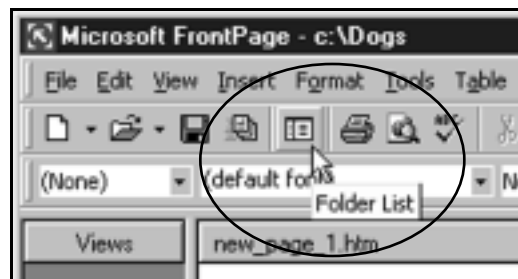 Microsoft FrontPage - c:\Dogs
File Edit View Insert Format Tools Table
(None) (default font)
Folder List
Views new_page_1.htm